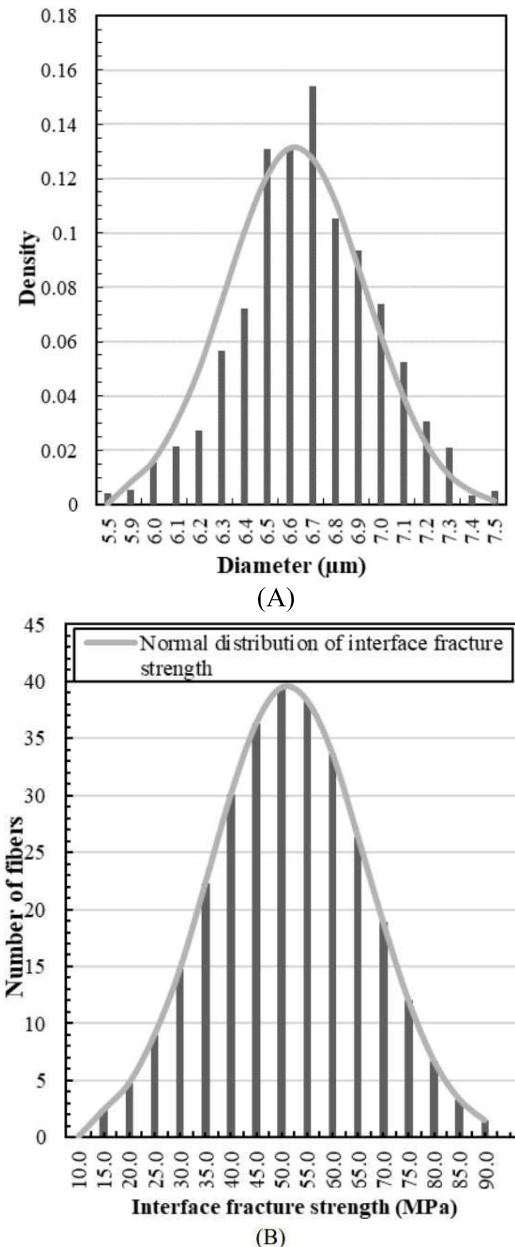 0.18
0.16
0.14
0.12
0.1
0.08
0.06
0.04
0.02
0
Density
5.5 5.9 6.0 6.1 6.2 6.3 6.4 6.5 6.6 6.7 6.8 6.9 7.0 7.1 7.2 7.3 7.4 7.5
Diameter (μm)
(A)
45
40
35
30
25
20
15
10
5
0
Normal distribution of interface fracture
strength
Number of fibers
10.0 15.0 20.0 25.0 30.0 35.0 40.0 45.0 50.0 55.0 60.0 65.0 70.0 75.0 80.0 85.0 90.0
Interface fracture strength (MPa)
(B)